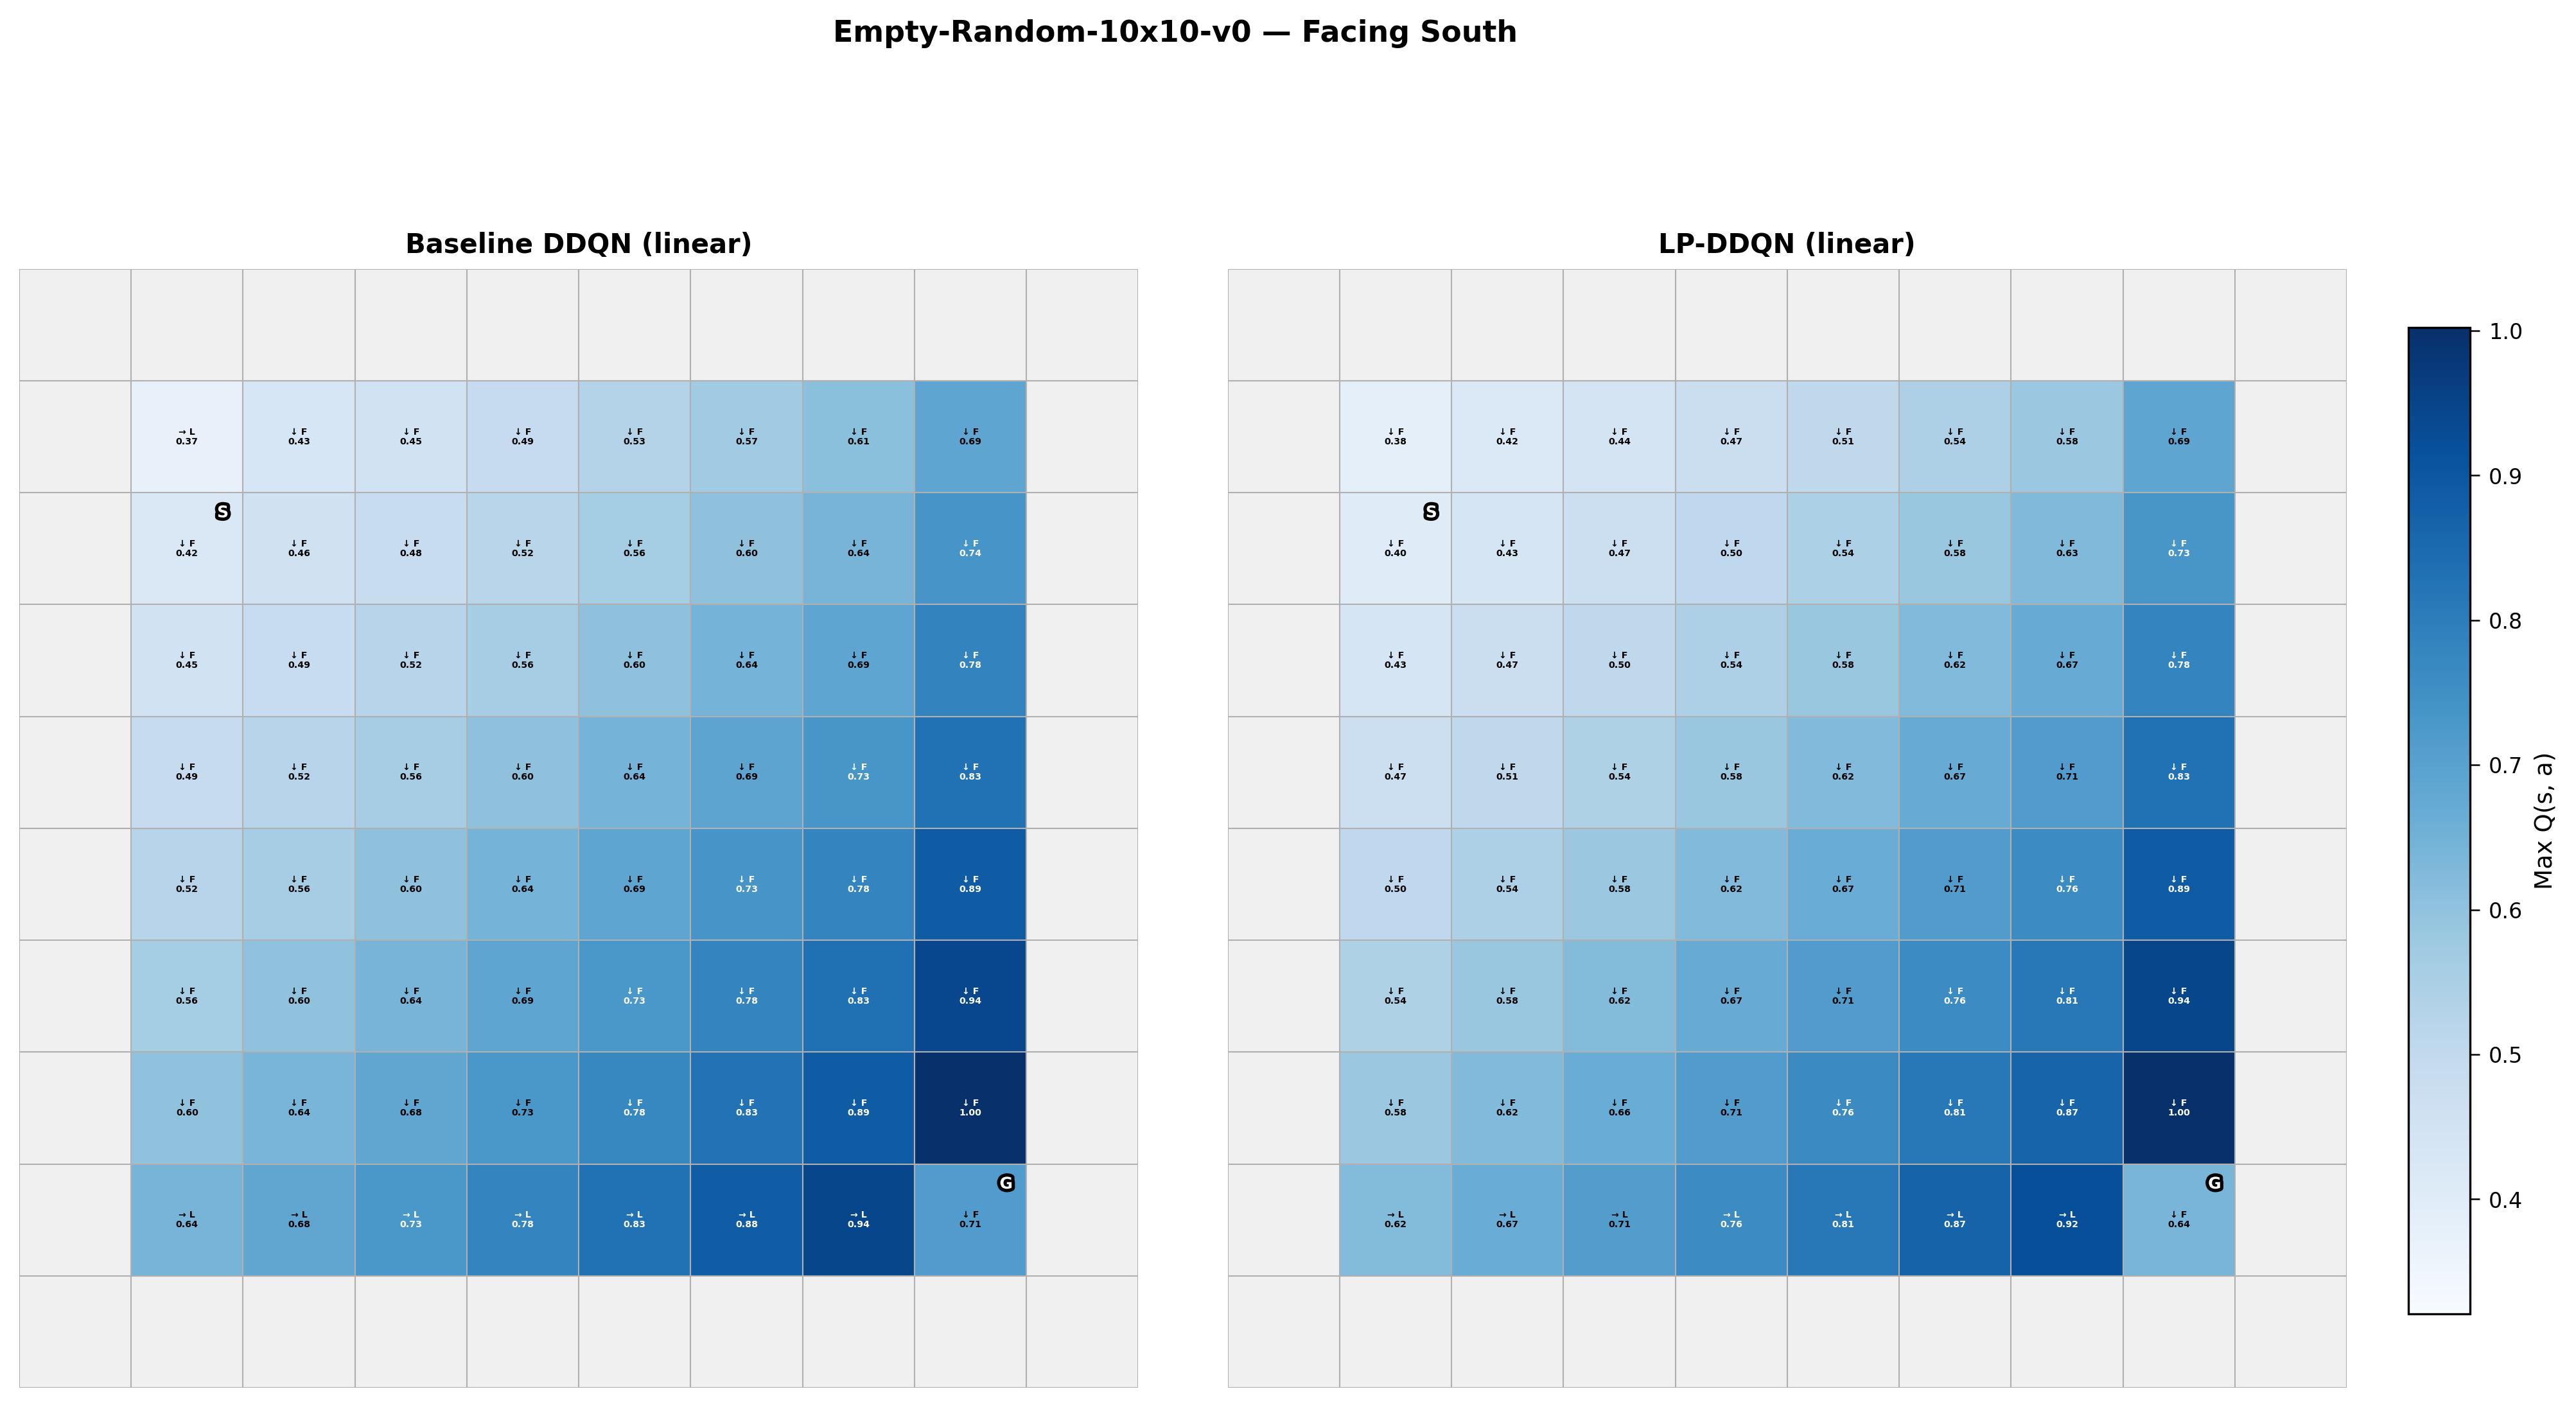 Empty-Random-10x10-v0 — Facing South
Baseline DDQN (linear)
→ L ↓ F ↓ F ↓ F ↓ F ↓ F ↓ F ↓ F
0.37 0.43 0.45 0.49 0.53 0.57 0.61 0.69
S
↓ F ↓ F ↓ F ↓ F ↓ F ↓ F ↓ F ↓ F
0.42 0.46 0.48 0.52 0.56 0.60 0.64 0.74
↓ F ↓ F ↓ F ↓ F ↓ F ↓ F ↓ F ↓ F
0.45 0.49 0.52 0.56 0.60 0.64 0.69 0.78
↓ F ↓ F ↓ F ↓ F ↓ F ↓ F ↓ F ↓ F
0.49 0.52 0.56 0.60 0.64 0.69 0.73 0.83
↓ F ↓ F ↓ F ↓ F ↓ F ↓ F ↓ F ↓ F
0.52 0.56 0.60 0.64 0.69 0.73 0.78 0.89
↓ F ↓ F ↓ F ↓ F ↓ F ↓ F ↓ F ↓ F
0.56 0.60 0.64 0.69 0.73 0.78 0.83 0.94
↓ F ↓ F ↓ F ↓ F ↓ F ↓ F ↓ F ↓ F
0.60 0.64 0.68 0.73 0.78 0.83 0.89 1.00
G
→ L → L → L → L → L → L → L ↓ F
0.64 0.68 0.73 0.78 0.83 0.88 0.94 0.71
LP-DDQN (linear)
↓ F ↓ F ↓ F ↓ F ↓ F ↓ F ↓ F ↓ F
0.38 0.42 0.44 0.47 0.51 0.54 0.58 0.69
S
↓ F ↓ F ↓ F ↓ F ↓ F ↓ F ↓ F ↓ F
0.40 0.43 0.47 0.50 0.54 0.58 0.63 0.73
↓ F ↓ F ↓ F ↓ F ↓ F ↓ F ↓ F ↓ F
0.43 0.47 0.50 0.54 0.58 0.62 0.67 0.78
↓ F ↓ F ↓ F ↓ F ↓ F ↓ F ↓ F ↓ F
0.47 0.51 0.54 0.58 0.62 0.67 0.71 0.83
↓ F ↓ F ↓ F ↓ F ↓ F ↓ F ↓ F ↓ F
0.50 0.54 0.58 0.62 0.67 0.71 0.76 0.89
↓ F ↓ F ↓ F ↓ F ↓ F ↓ F ↓ F ↓ F
0.54 0.58 0.62 0.67 0.71 0.76 0.81 0.94
↓ F ↓ F ↓ F ↓ F ↓ F ↓ F ↓ F ↓ F
0.58 0.62 0.66 0.71 0.76 0.81 0.87 1.00
G
→ L → L → L → L → L → L → L ↓ F
0.62 0.67 0.71 0.76 0.81 0.87 0.92 0.64
1.0
0.9
0.8
0.7
0.6
0.5
0.4
Max Q(s, a)